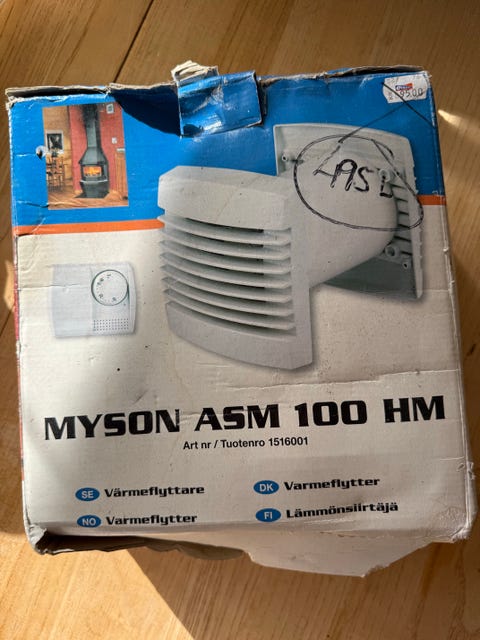 MYSON ASM 100 HM
Art nr / Tuotenro 1516001
SE Värmeflyttare
DK Varmeflytter
NO Varmeflytter
FI Lämmönsiirtäjä